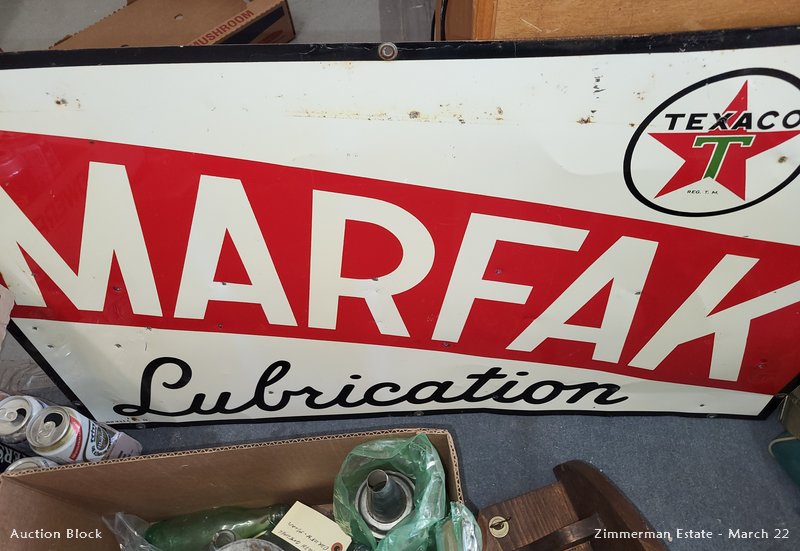 MUSHROOM
TEXACO
T
REG. T. M.
MARFAK
Lubrication
Auction Block
Zimmerman Estate - March 22